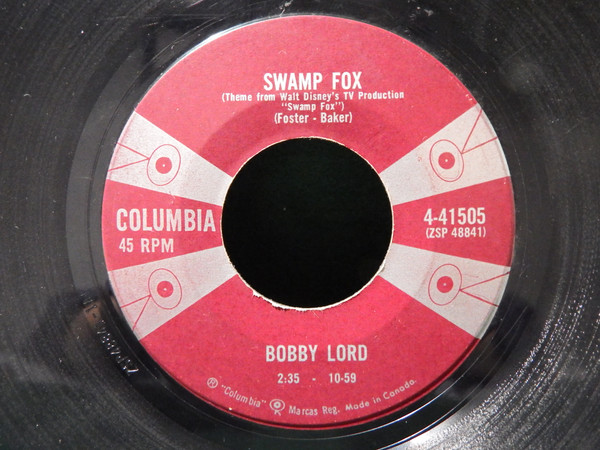 SWAMP FOX
(Theme from Walt Disney's TV Production
"Swamp Fox")
(Foster - Baker)
COLUMBIA
45 RPM
4-41505
(ZSP 48841)
BOBBY LORD
2:35 - 10-59
® "Columbia" Marcas Reg. Made in Canada.